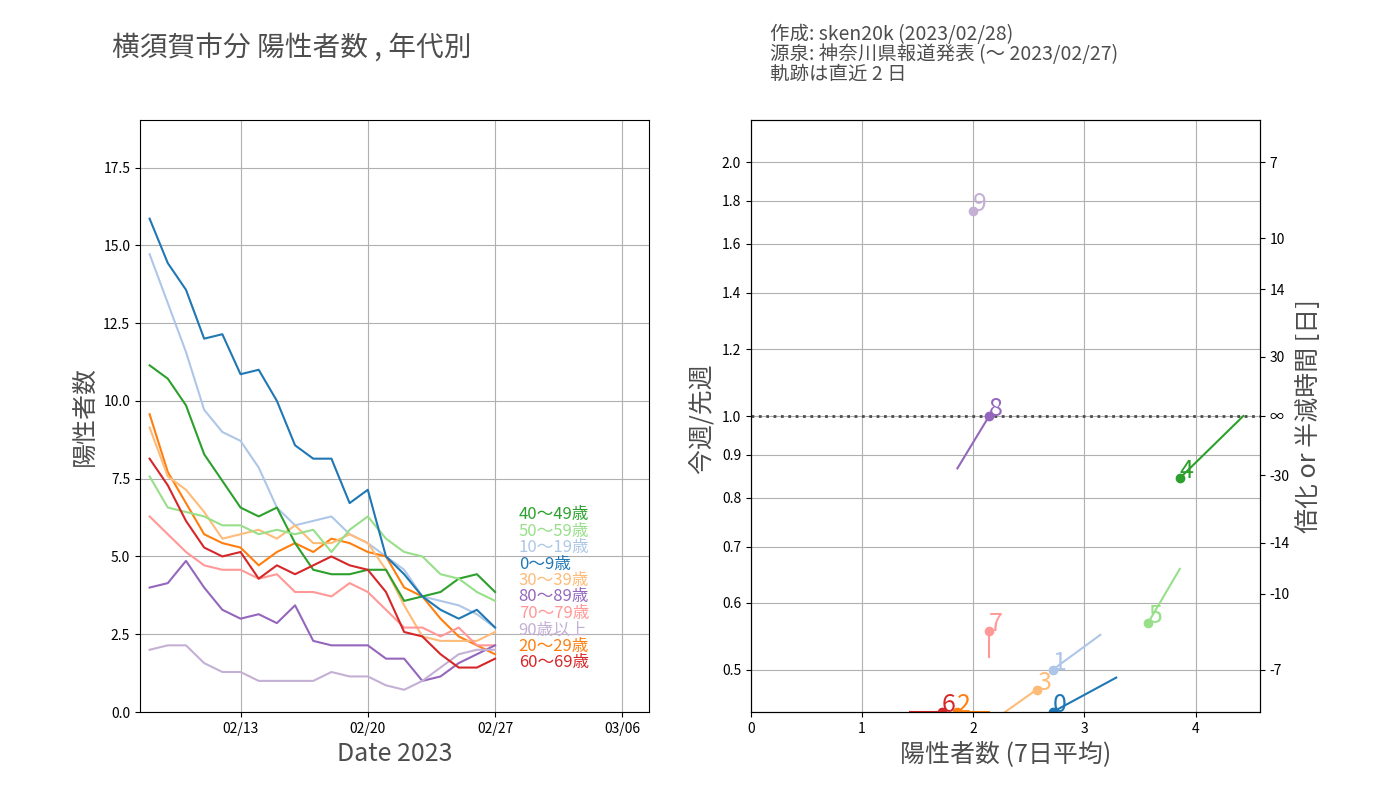 横須賀市分 陽性者数 , 年代別
作成: sken20k (2023/02/28)
源泉: 神奈川県報道発表 (〜 2023/02/27)
軌跡は直近 2 日
陽性者数
17.5
15.0
12.5
10.0
7.5
5.0
2.5
0.0
02/13
02/20
02/27
03/06
Date 2023
40〜49歳
50〜59歳
10〜19歳
0〜9歳
30〜39歳
80〜89歳
70〜79歳
90歳以上
20〜29歳
60〜69歳
今週/先週
2.0
1.8
1.6
1.4
1.2
1.0
0.9
0.8
0.7
0.6
0.5
0
1
2
3
4
陽性者数 (7日平均)
9
8
4
5
7
1
3
6
2
0
7
10
14
30
∞
-30
-14
-10
-7
倍化 or 半減時間 [日]